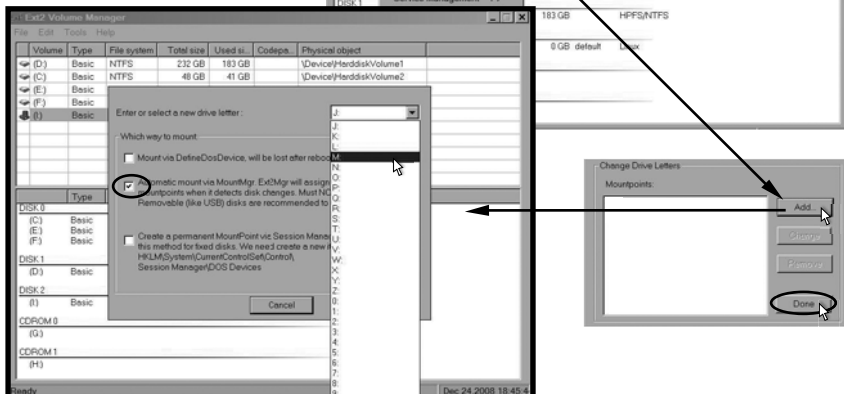 DISK 1
183 GB HPFS/NTFS
0 GB default Linux
Ext2 Volume Manager
File Edit Tools Help
Volume Type File system Total size Used si... Codepa... Physical object
(D:) Basic NTFS 232 GB 183 GB \Device\HarddiskVolume1
(C:) Basic NTFS 48 GB 41 GB \Device\HarddiskVolume2
(E:) Basic
(F:) Basic
(I:) Basic
Enter or select a new drive lettter :
J:
Which way to mount:
Mount via DefineDosDevice, will be lost after reboo
Automatic mount via MountMgr. Ext2Mgr will assign
mountpoints when it detects disk changes. Must NO
Removable (like USB) disks are recommended to
Create a permanent MountPoint via Session Mana
this method for fixed disks. We need create a new i
HKLM\System\CurrentControlSet\Control\
Session Manager\DOS Devices
Cancel
J:
K:
L:
M:
N:
O:
P:
Q:
R:
S:
T:
U:
V:
W:
X:
Y:
Z:
0:
1:
2:
3:
4:
5:
6:
7:
8:
9:
Type
DISK 0
(C:) Basic
(E:) Basic
(F:) Basic
DISK 1
(D:) Basic
DISK 2
(I:) Basic
CDROM 0
(G:)
CDROM 1
(H:)
Ready
Dec 24 2008 18:45:4
Change Drive Letters
Mountpoints:
Add...
Change
Remove
Done